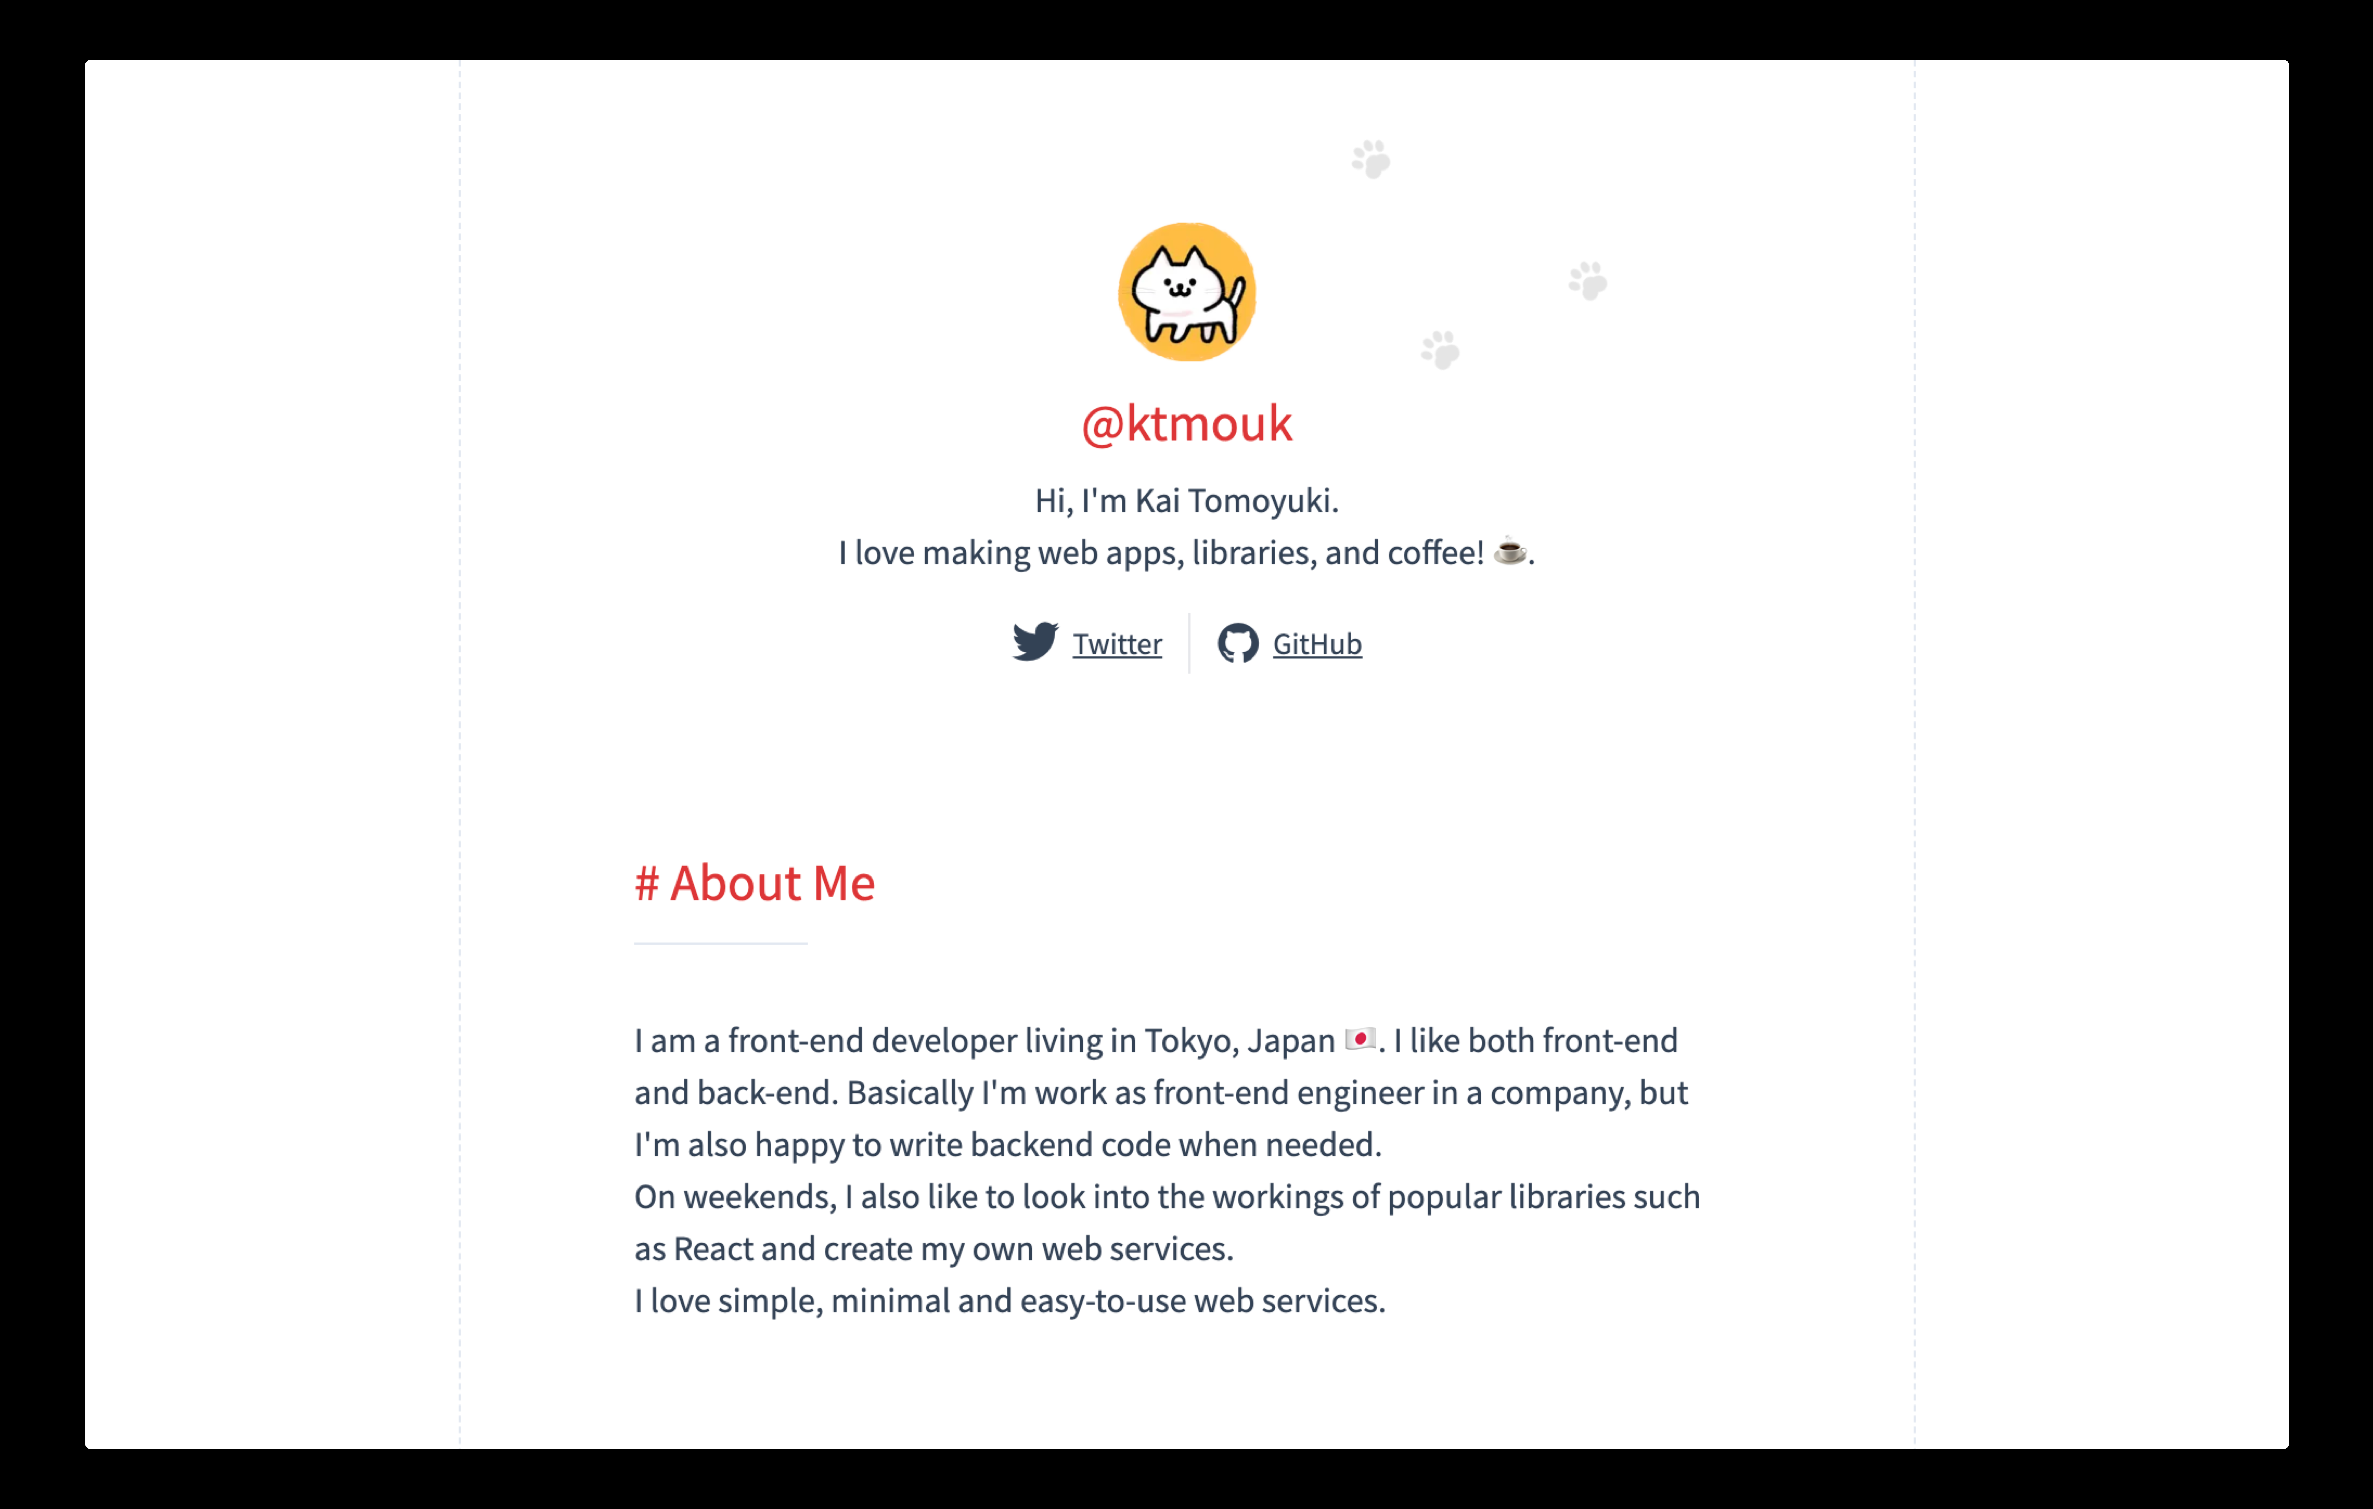 @ktmouk
Hi, I'm Kai Tomoyuki.
I love making web apps, libraries, and coffee! ☕.
Twitter
GitHub
# About Me
I am a front-end developer living in Tokyo, Japan 🇯🇵. I like both front-end
and back-end. Basically I'm work as front-end engineer in a company, but
I'm also happy to write backend code when needed.
On weekends, I also like to look into the workings of popular libraries such
as React and create my own web services.
I love simple, minimal and easy-to-use web services.